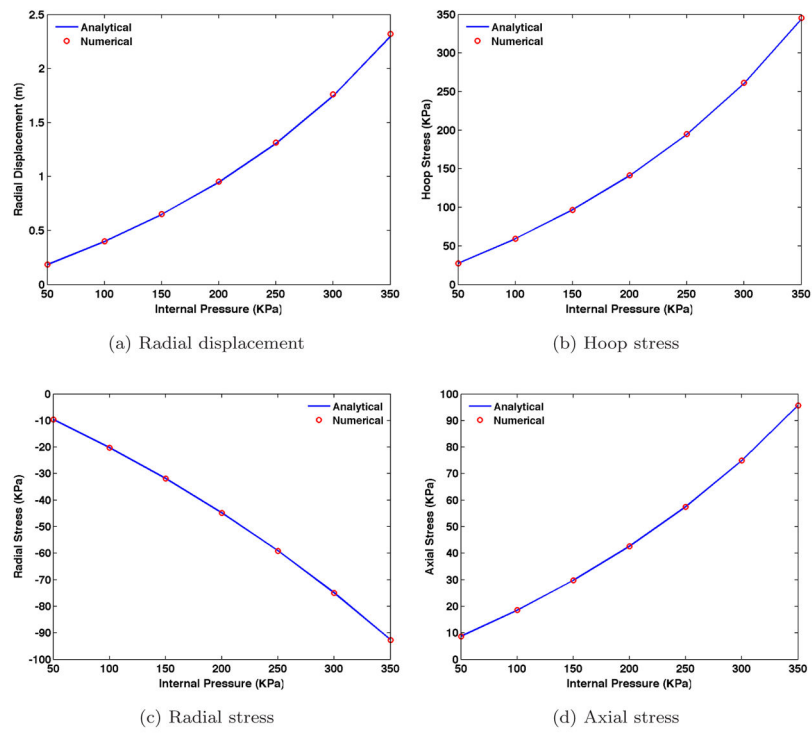 Analytical
Numerical
Radial Displacement (m)
2.5
2
1.5
1
0.5
0
50 100 150 200 250 300 350
Internal Pressure (KPa)
(a) Radial displacement
Analytical
Numerical
Hoop Stress (KPa)
350
300
250
200
150
100
50
0
50 100 150 200 250 300 350
Internal Pressure (KPa)
(b) Hoop stress
Analytical
Numerical
Radial Stress (KPa)
0
-10
-20
-30
-40
-50
-60
-70
-80
-90
-100
50 100 150 200 250 300 350
Internal Pressure (KPa)
(c) Radial stress
Analytical
Numerical
Axial Stress (KPa)
100
90
80
70
60
50
40
30
20
10
0
50 100 150 200 250 300 350
Internal Pressure (KPa)
(d) Axial stress